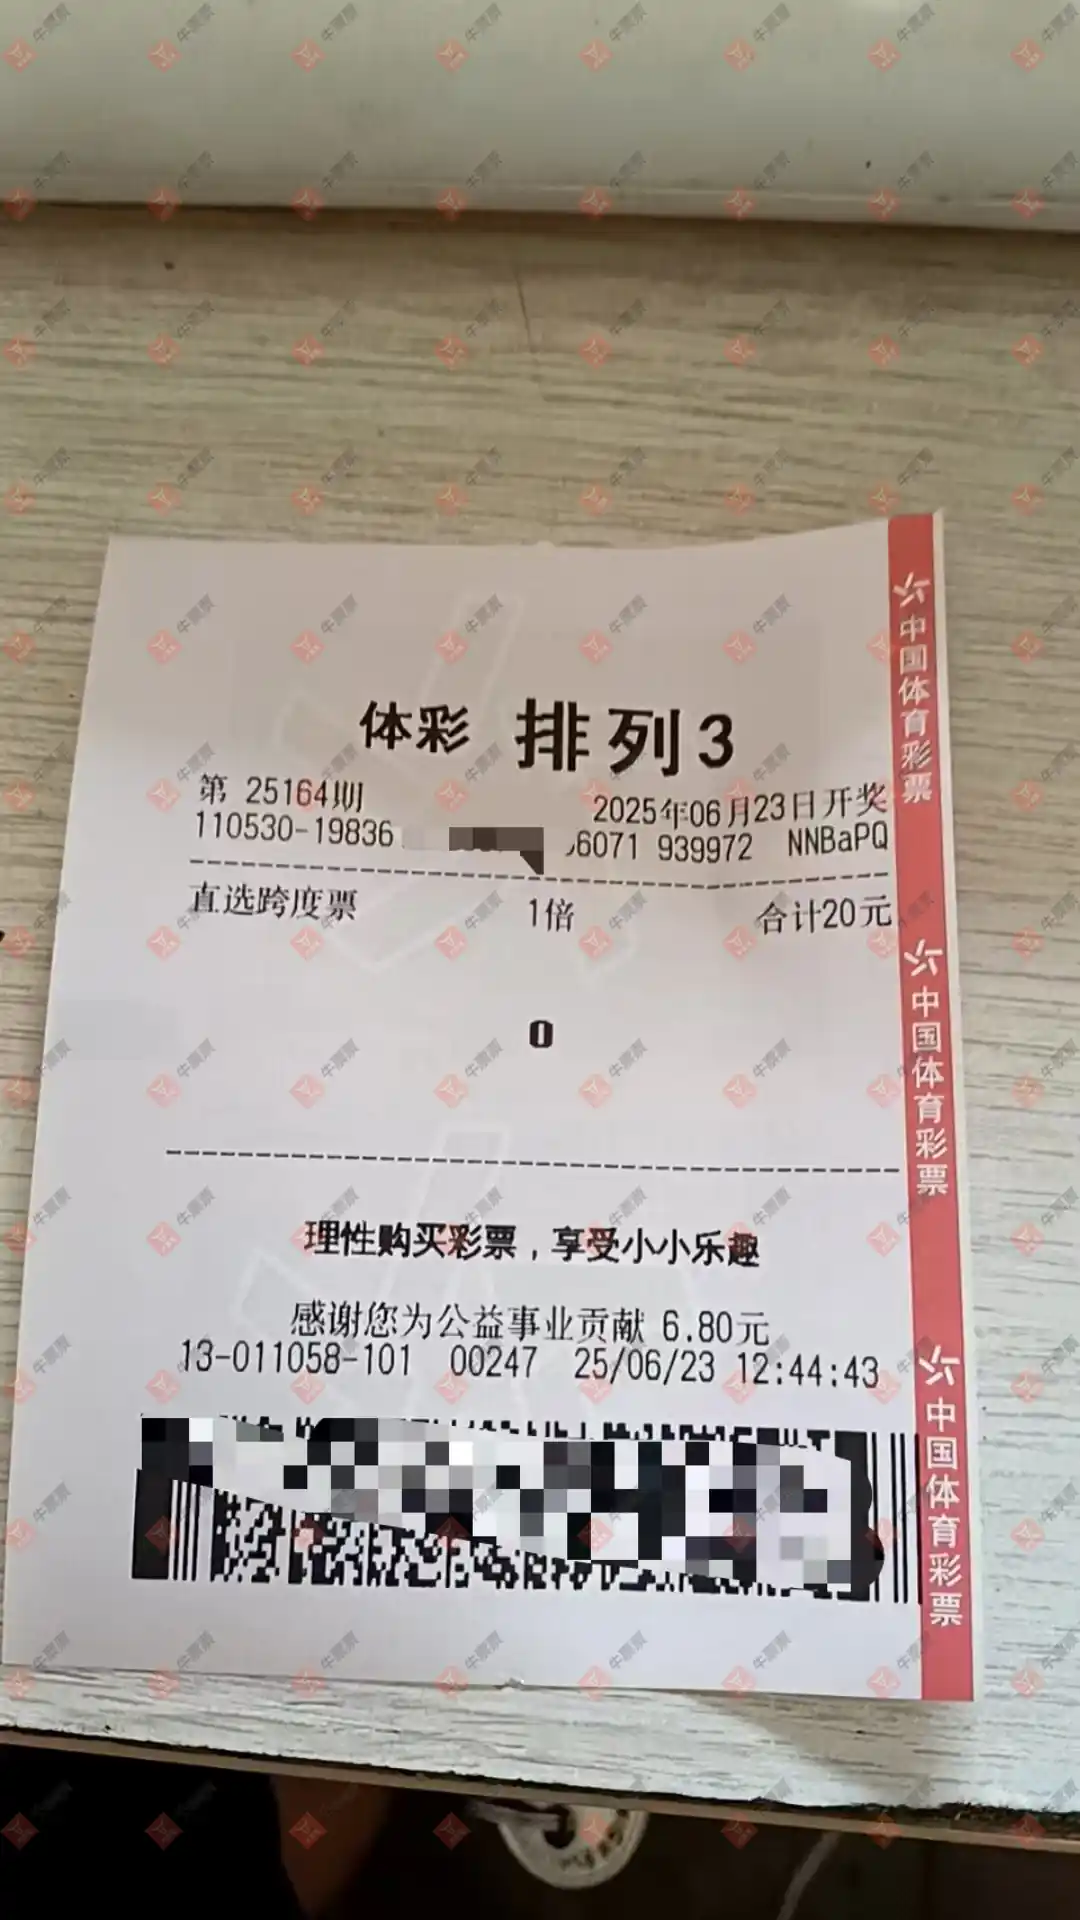 体彩 排列3
第 25164期 2025年06月23日开奖
110530-19836 6071 939972 NNBaPQ
直选跨度票 1倍 合计20元
0
理性购买彩票，享受小小乐趣
感谢您为公益事业贡献 6.80元
13-011058-101 00247 25/06/23 12:44:43
中国体育彩票
中国体育彩票
中国体育彩票
牛票票